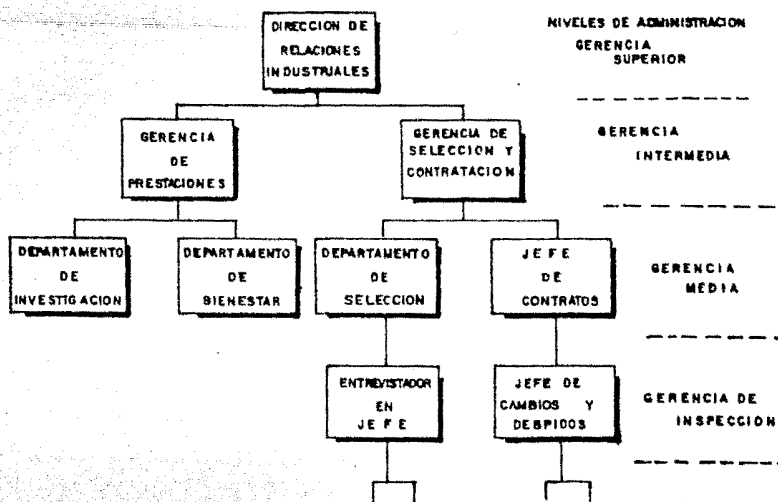 DIRECCION DE
RELACIONES
INDUSTRIALES
NIVELES DE ADMINISTRACION
GERENCIA
SUPERIOR
GERENCIA
DE
PRESTACIONES
GERENCIA DE
SELECCION Y
CONTRATACION
GERENCIA
INTERMEDIA
DEPARTAMENTO
DE
INVESTIGACION
DEPARTAMENTO
DE
BIENESTAR
DEPARTAMENTO
DE
SELECCION
JEFE
DE
CONTRATOS
GERENCIA
MEDIA
ENTREVISTADOR
EN
JEFE
JEFE DE
CAMBIOS Y
DESPIDOS
GERENCIA DE
INSPECCION